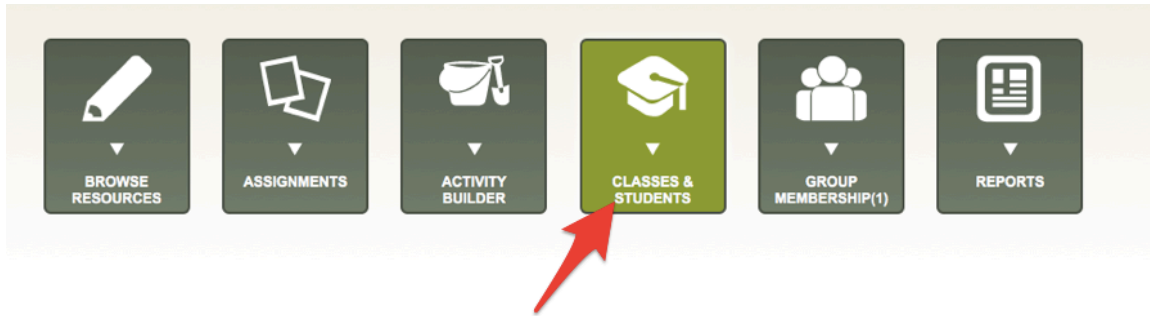 BROWSE
RESOURCES
ASSIGNMENTS
ACTIVITY
BUILDER
CLASSES &
STUDENTS
GROUP
MEMBERSHIP(1)
REPORTS